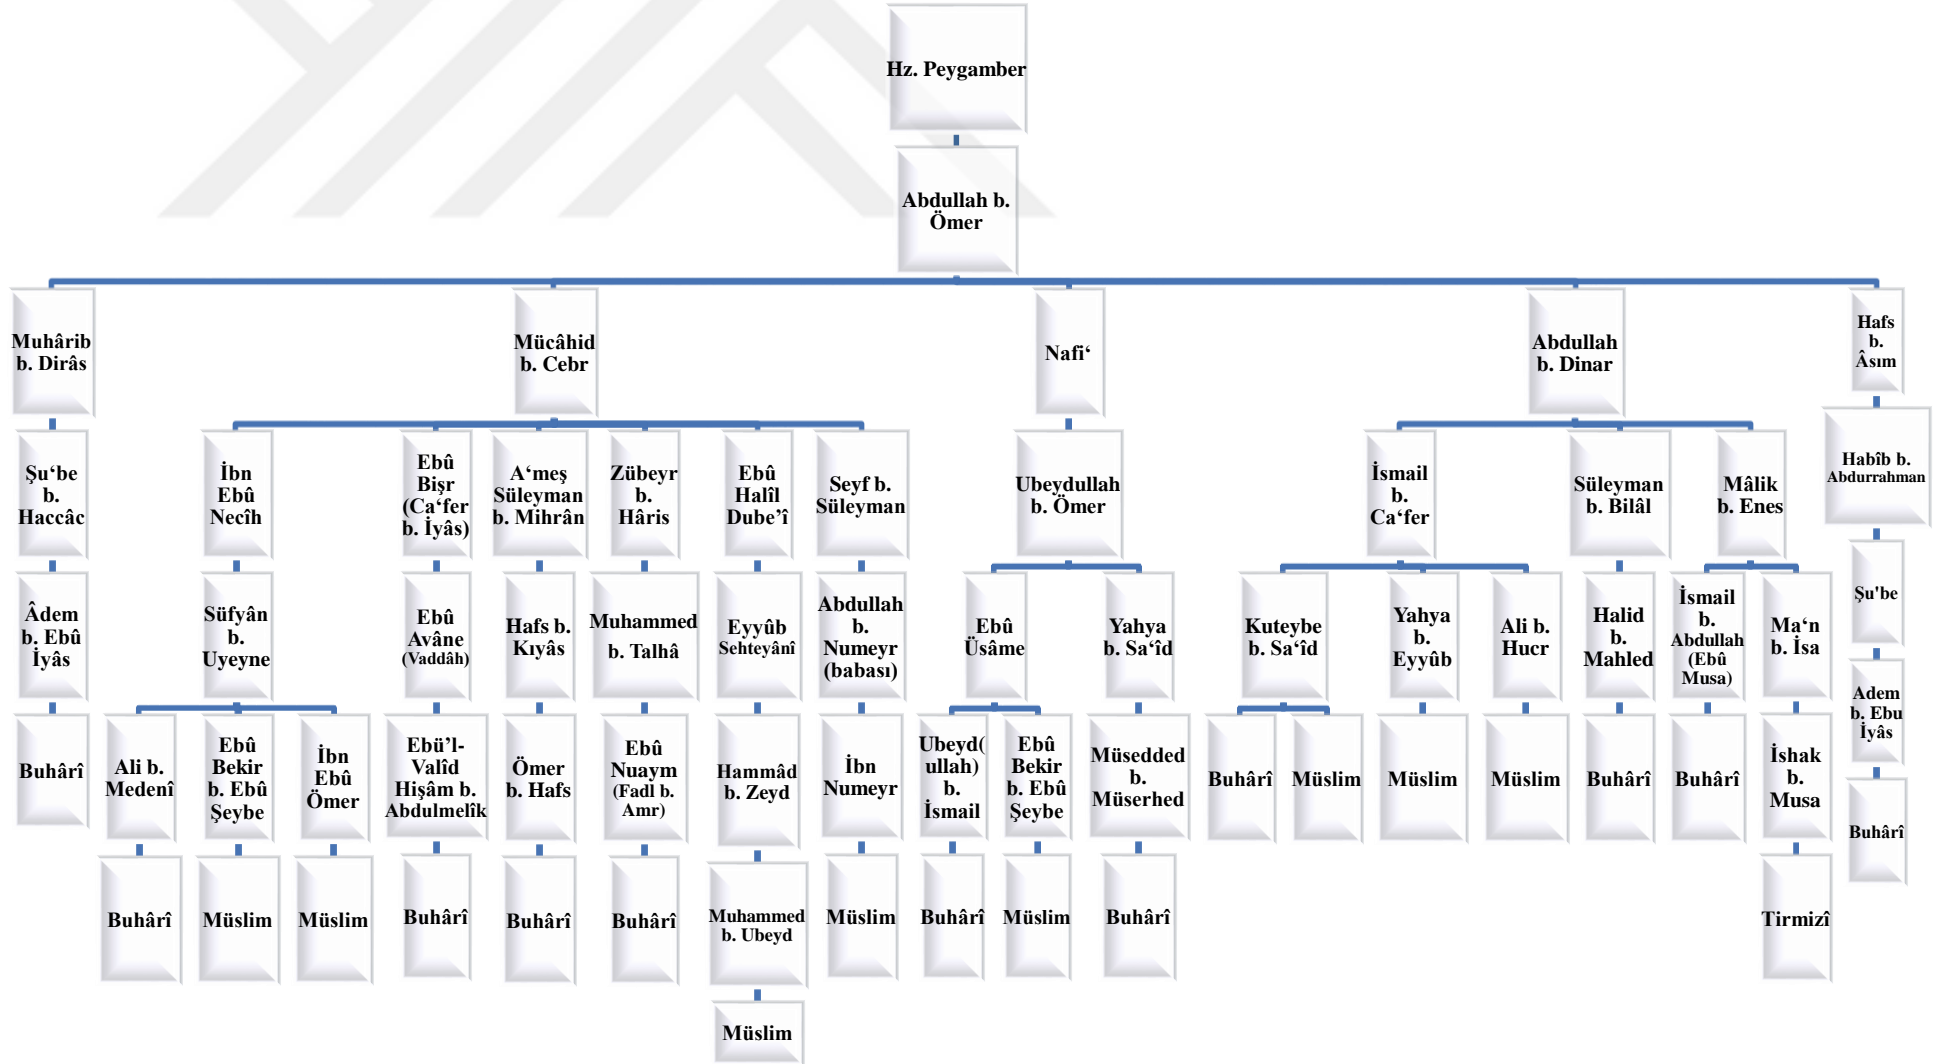 Hz. Peygamber
Abdullah b.
Ömer
Muhârib
b. Dirâs
Mücâhid
b. Cebr
Nafi‘
Abdullah
b. Dinar
Hafs
b.
Âsım
Şu‘be
b.
Haccâc
İbn
Ebû
Necîh
Ebû
Bişr
(Ca‘fer
b. İyâs)
A‘meş
Süleyman
b. Mihrân
Zübeyr
b.
Hâris
Ebû
Halîl
Dube’î
Seyf b.
Süleyman
Ubeydullah
b. Ömer
İsmail
b.
Ca‘fer
Süleyman
b. Bilâl
Mâlik
b. Enes
Habîb b.
Abdurrahman
Âdem
b. Ebû
İyâs
Süfyân
b.
Uyeyne
Ebû
Avâne
(Vaddâh)
Hafs b.
Kıyâs
Muhammed
b. Talhâ
Eyyûb
Sehteyânî
Abdullah
b.
Numeyr
(babası)
Ebû
Üsâme
Yahya
b. Sa‘îd
Kuteybe
b. Sa‘îd
Yahya
b.
Eyyûb
Ali b.
Hucr
Halid
b.
Mahled
İsmail
b.
Abdullah
(Ebû
Musa)
Ma‘n
b. İsa
Şu'be
Buhârî
Ali b.
Medenî
Ebû
Bekir
b. Ebû
Şeybe
İbn
Ebû
Ömer
Ebü’l-
Valîd
Hişâm b.
Abdulmelîk
Ömer
b. Hafs
Ebû
Nuaym
(Fadl b.
Amr)
Hammâd
b. Zeyd
İbn
Numeyr
Ubeyd(
ullah)
b.
İsmail
Ebû
Bekir
b. Ebû
Şeybe
Müsedded
b.
Müserhed
Buhârî
Müslim
Müslim
Müslim
Buhârî
Buhârî
İshak
b.
Musa
Adem
b. Ebu
İyâs
Buhârî
Müslim
Müslim
Buhârî
Buhârî
Buhârî
Muhammed
b. Ubeyd
Müslim
Buhârî
Müslim
Buhârî
Tirmizî
Buhârî
Müslim